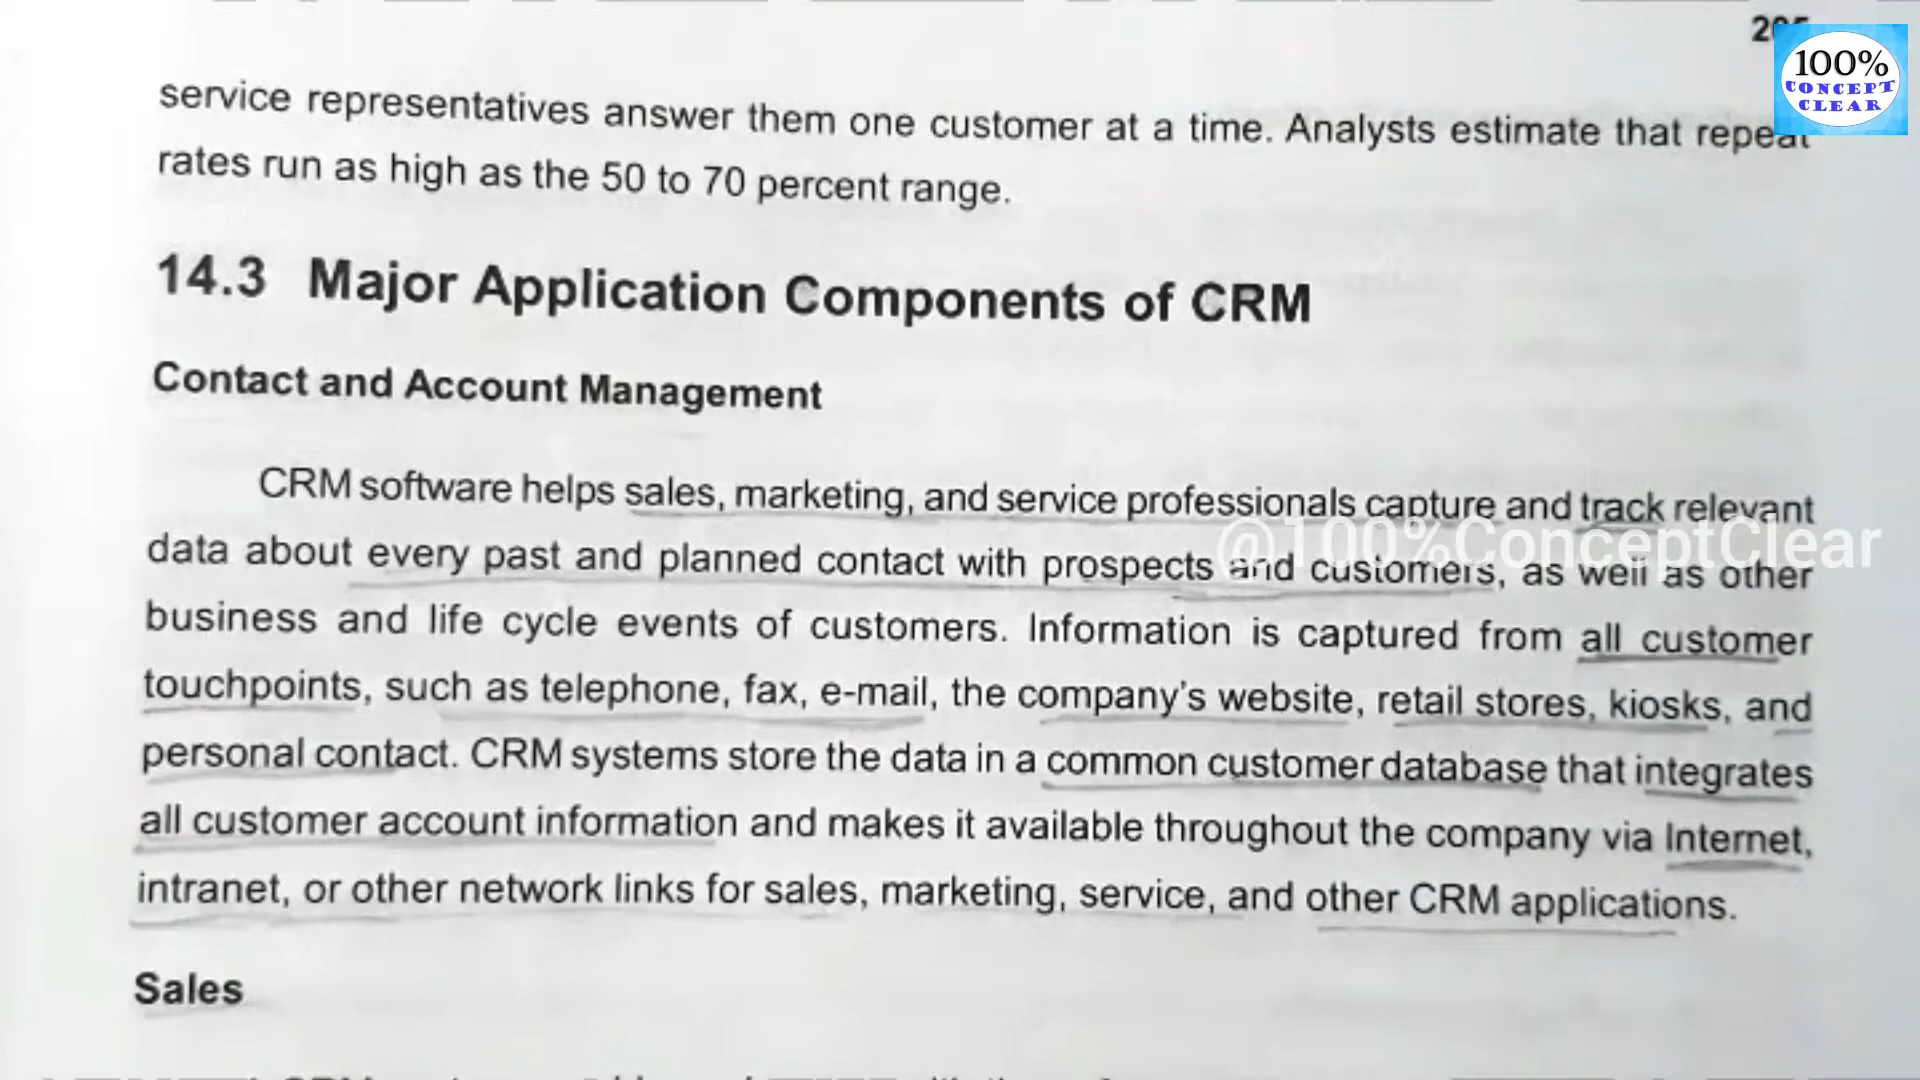 100%
CONCEPT
CLEAR
service representatives answer them one customer at a time. Analysts estimate that repeat
rates run as high as the 50 to 70 percent range.
14.3 Major Application Components of CRM
Contact and Account Management
CRM software helps sales, marketing, and service professionals capture and track relevant
@100%ConceptClear
data about every past and planned contact with prospects and customers, as well as other
business and life cycle events of customers. Information is captured from all customer
touchpoints, such as telephone, fax, e-mail, the company's website, retail stores, kiosks, and
personal contact. CRM systems store the data in a common customer database that integrates
all customer account information and makes it available throughout the company via Internet,
intranet, or other network links for sales, marketing, service, and other CRM applications.
Sales